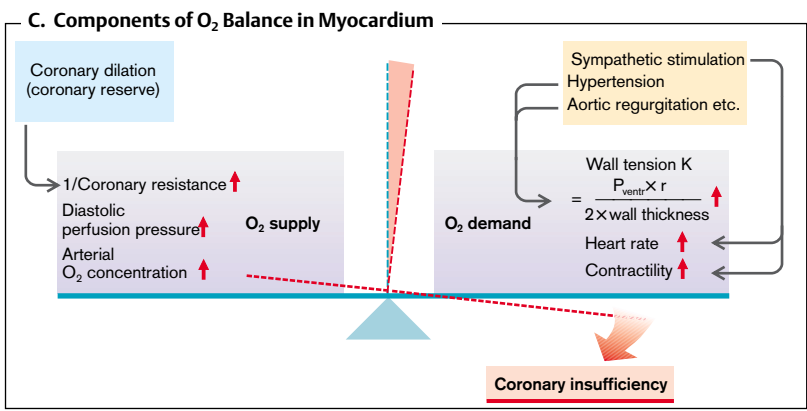 C. Components of O₂ Balance in Myocardium
Coronary dilation
(coronary reserve)
Sympathetic stimulation
Hypertension
Aortic regurgitation etc.
1/Coronary resistance
Diastolic
perfusion pressure
Arterial
O₂ concentration
O₂ supply
O₂ demand
Wall tension K
= Pventr × r
2 × wall thickness
Heart rate
Contractility
Coronary insufficiency